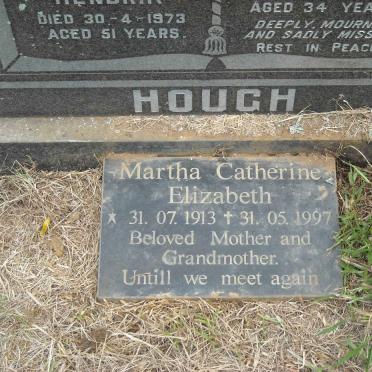 HENDRIK
DIED 30-4-1973
AGED 51 YEARS.
AGED 34 YEA
DEEPLY, MOURN
AND SADLY MISS
REST IN PEAC
HOUGH
Martha Catherine
Elizabeth
* 31. 07. 1913 † 31. 05. 1997
Beloved Mother and
Grandmother.
Untill we meet again